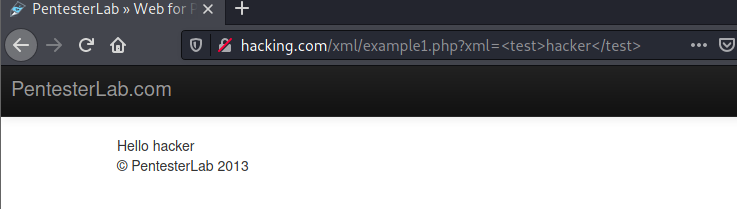 PentesterLab » Web for P
hacking.com/xml/example1.php?xml=<test>hacker</test>
PentesterLab.com
Hello hacker
© PentesterLab 2013